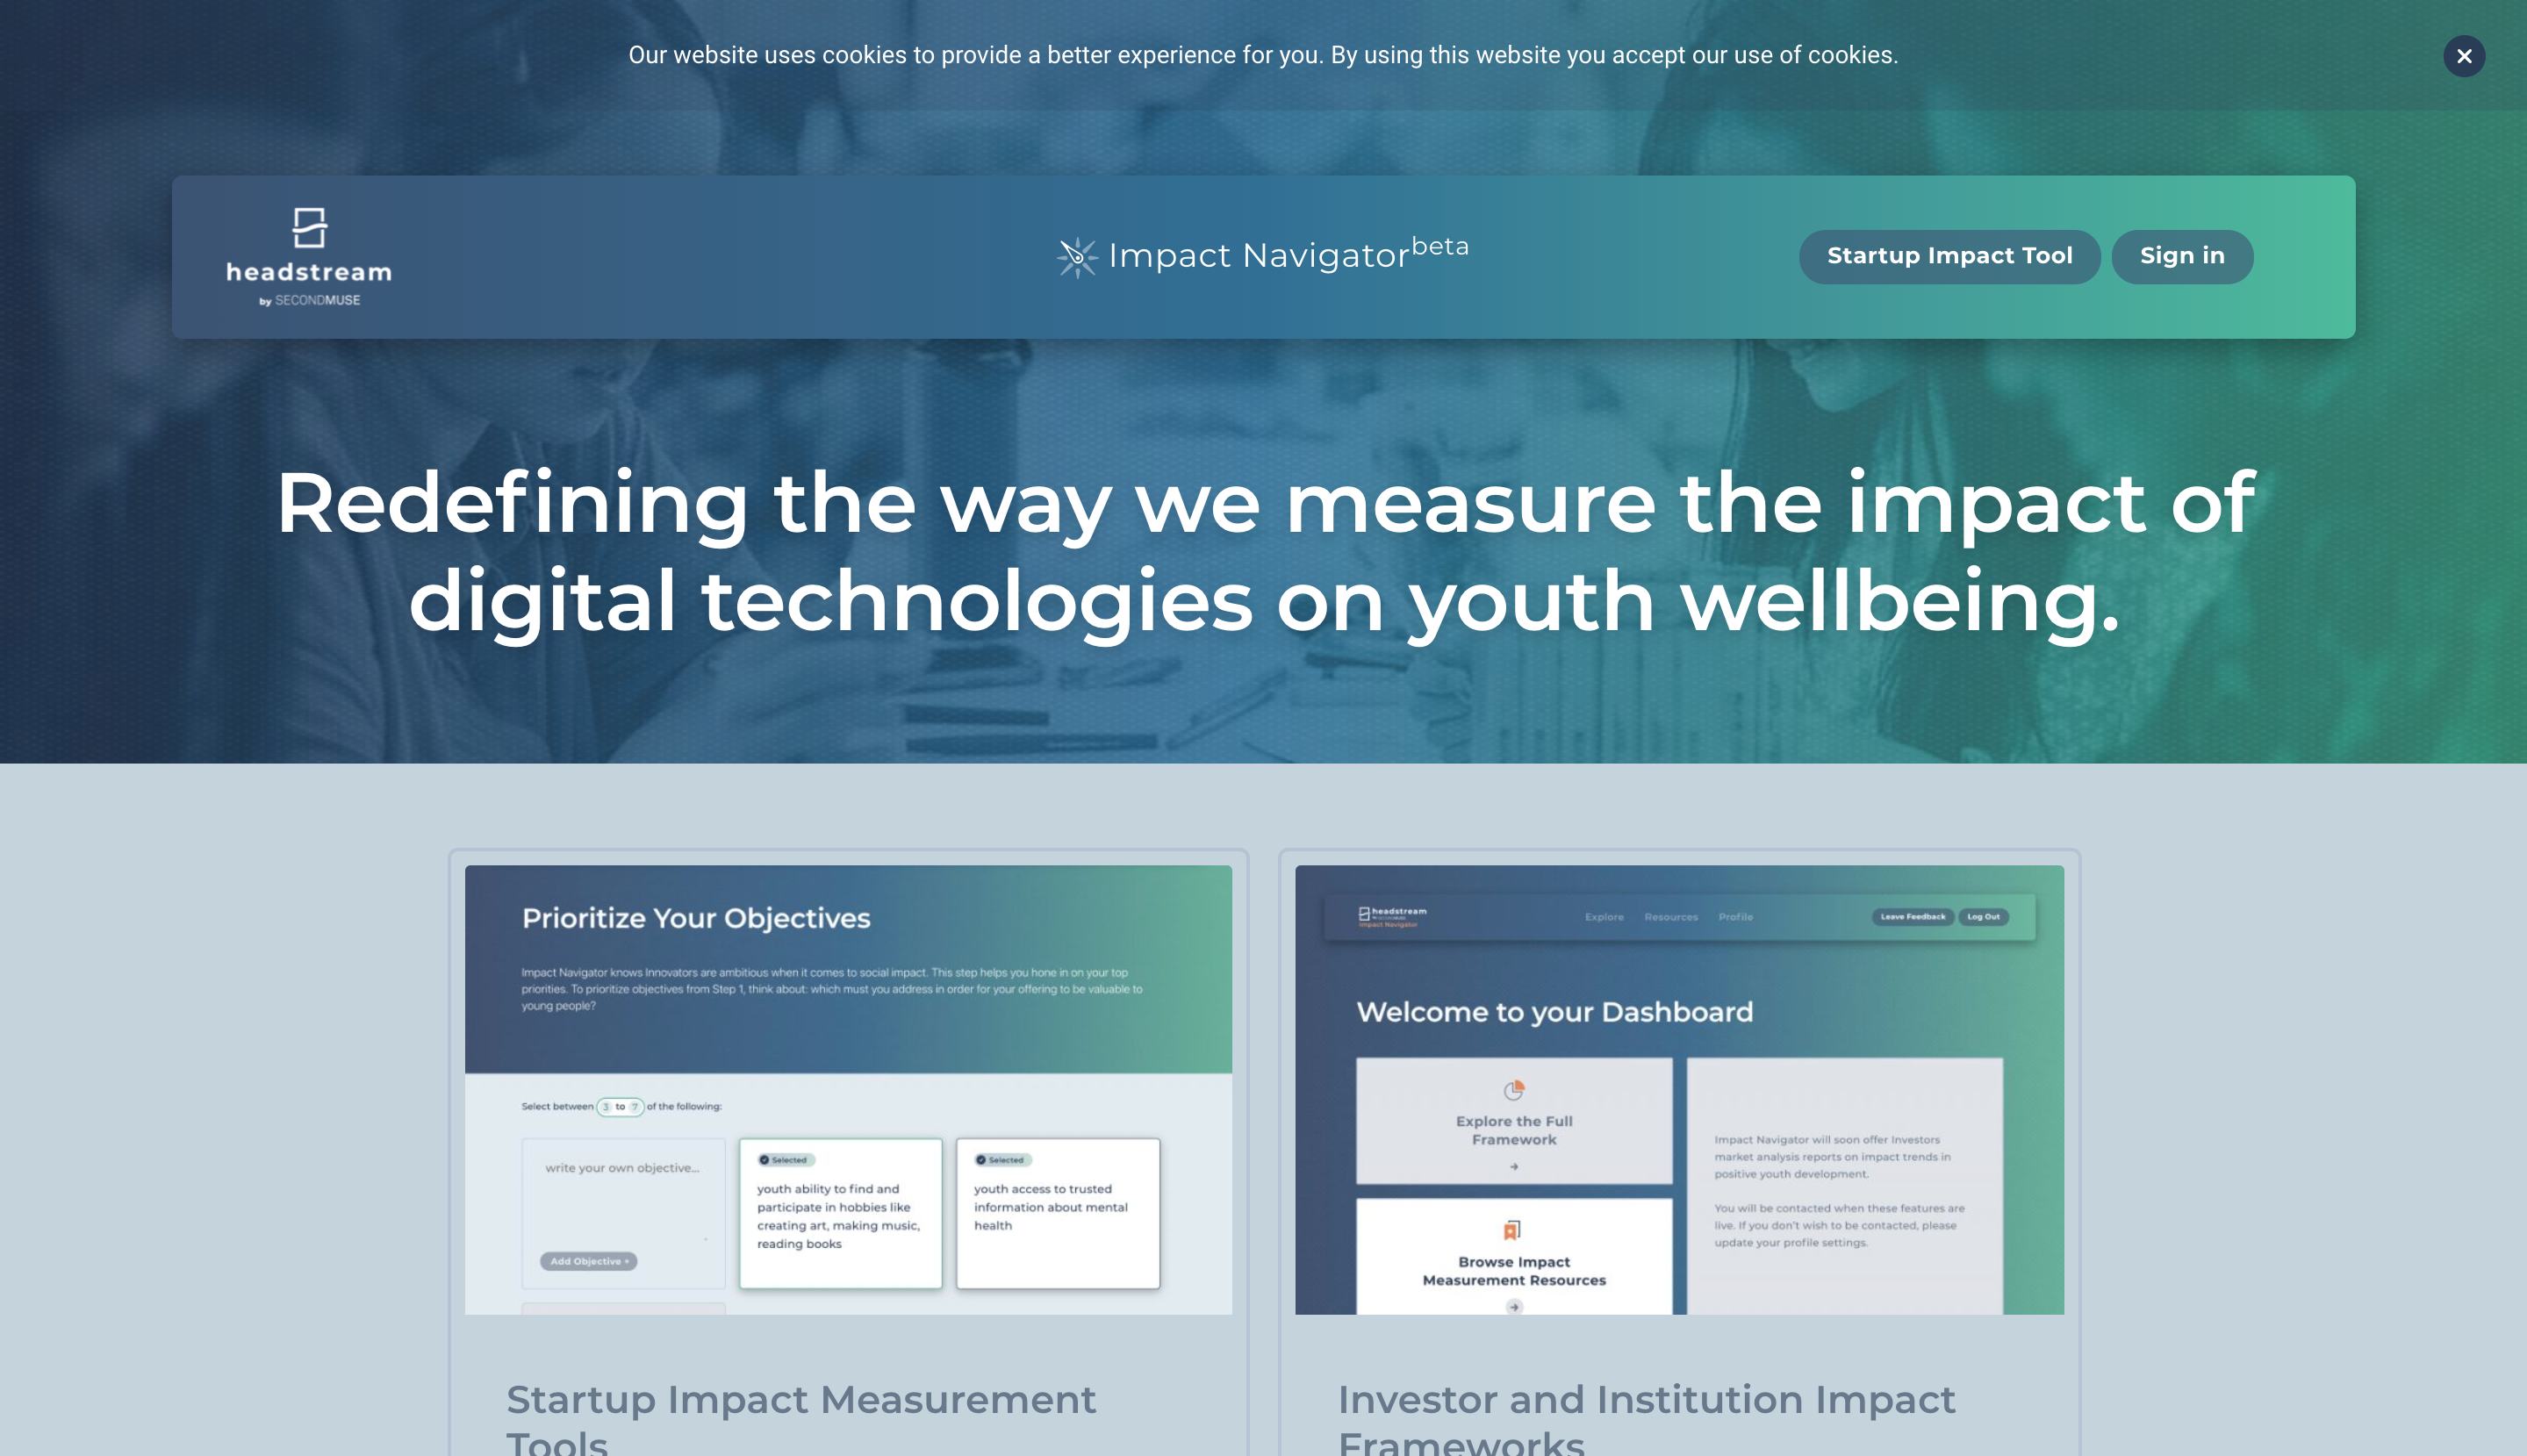 Our website uses cookies to provide a better experience for you. By using this website you accept our use of cookies.
headstream
by SECONDMUSE
Impact Navigator beta
Startup Impact Tool
Sign in
Redefining the way we measure the impact of
digital technologies on youth wellbeing.
Prioritize Your Objectives
Impact Navigator knows Innovators are ambitious when it comes to social impact. This step helps you hone in on your top
priorities. To prioritize objectives from Step 1, think about: which must you address in order for your offering to be valuable to
young people?
Select between 3 to 7 of the following:
write your own objective...
Add Objective +
Selected
youth ability to find and
participate in hobbies like
creating art, making music,
reading books
Selected
youth access to trusted
information about mental
health
Startup Impact Measurement
Tools
headstream
by SECONDMUSE
Impact Navigator
Explore
Resources
Profile
Leave Feedback
Log Out
Welcome to your Dashboard
Explore the Full
Framework
Browse Impact
Measurement Resources
Impact Navigator will soon offer Investors
market analysis reports on impact trends in
positive youth development.
You will be contacted when these features are
live. If you don't wish to be contacted, please
update your profile settings.
Investor and Institution Impact
Frameworks